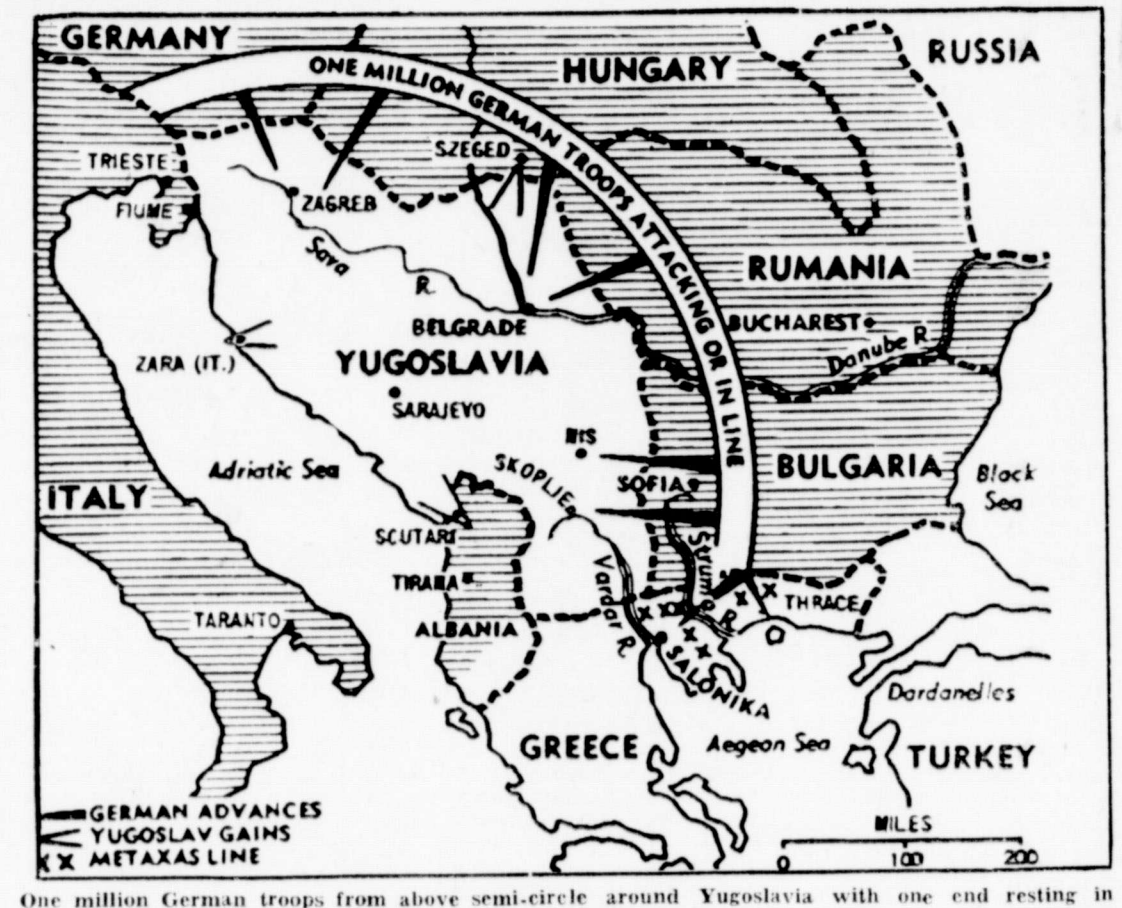 GERMANY
ONE MILLION GERMAN TROOPS ATTACKING OR IN LINE
HUNGARY
RUSSIA
TRIESTE
SZEGED
FIUME
ZAGREB
Sava
R.
RUMANIA
BELGRADE
BUCHAREST
Danube R.
ZARA (IT.)
YUGOSLAVIA
SARAJEVO
NIS
SKOPLJE
SOFIA
BULGARIA
Black
Sea
Adriatic Sea
ITALY
SCUTARI
Struma R.
Vardar R.
TIRANA
THRACE
TARANTO
ALBANIA
SALONIKA
Dardanelles
GREECE
Aegean Sea
TURKEY
GERMAN ADVANCES
YUGOSLAV GAINS
X X METAXAS LINE
MILES
0 100 200
One million German troops from above semi-circle around Yugoslavia with one end resting in